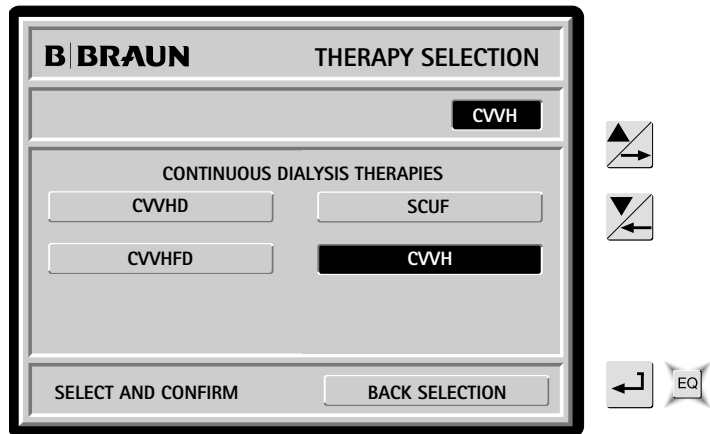 B BRAUN THERAPY SELECTION
CVVH
CONTINUOUS DIALYSIS THERAPIES
CVVHD SCUF
CVVHFD CVVH
SELECT AND CONFIRM BACK SELECTION
EQ